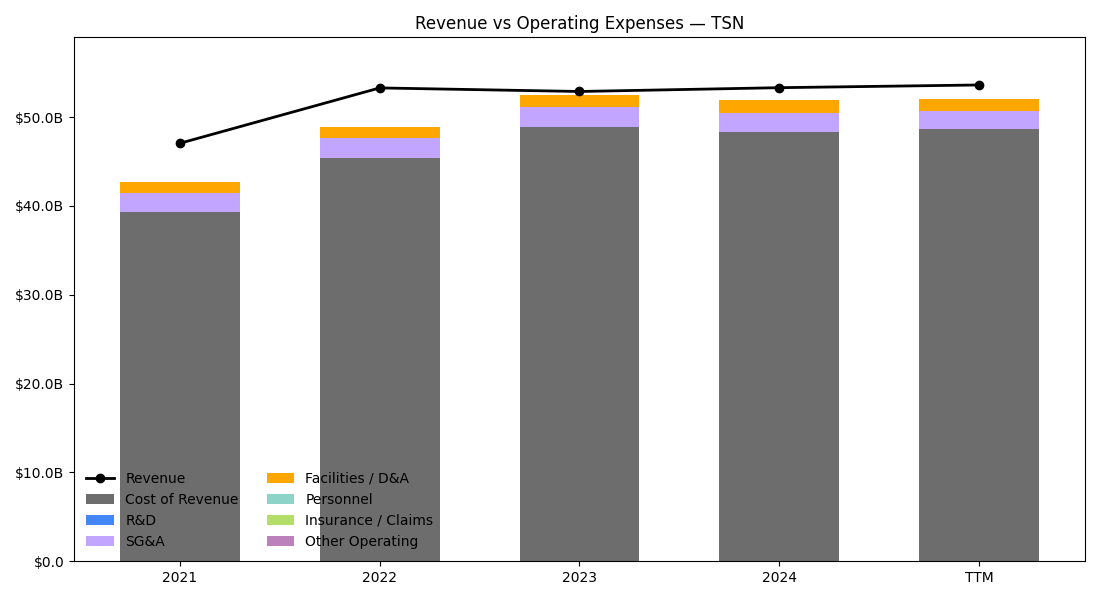 Revenue vs Operating Expenses — TSN
$50.0B
$40.0B
$30.0B
$20.0B
$10.0B
$0.0
Revenue
Cost of Revenue
R&D
SG&A
Facilities / D&A
Personnel
Insurance / Claims
Other Operating
2021
2022
2023
2024
TTM